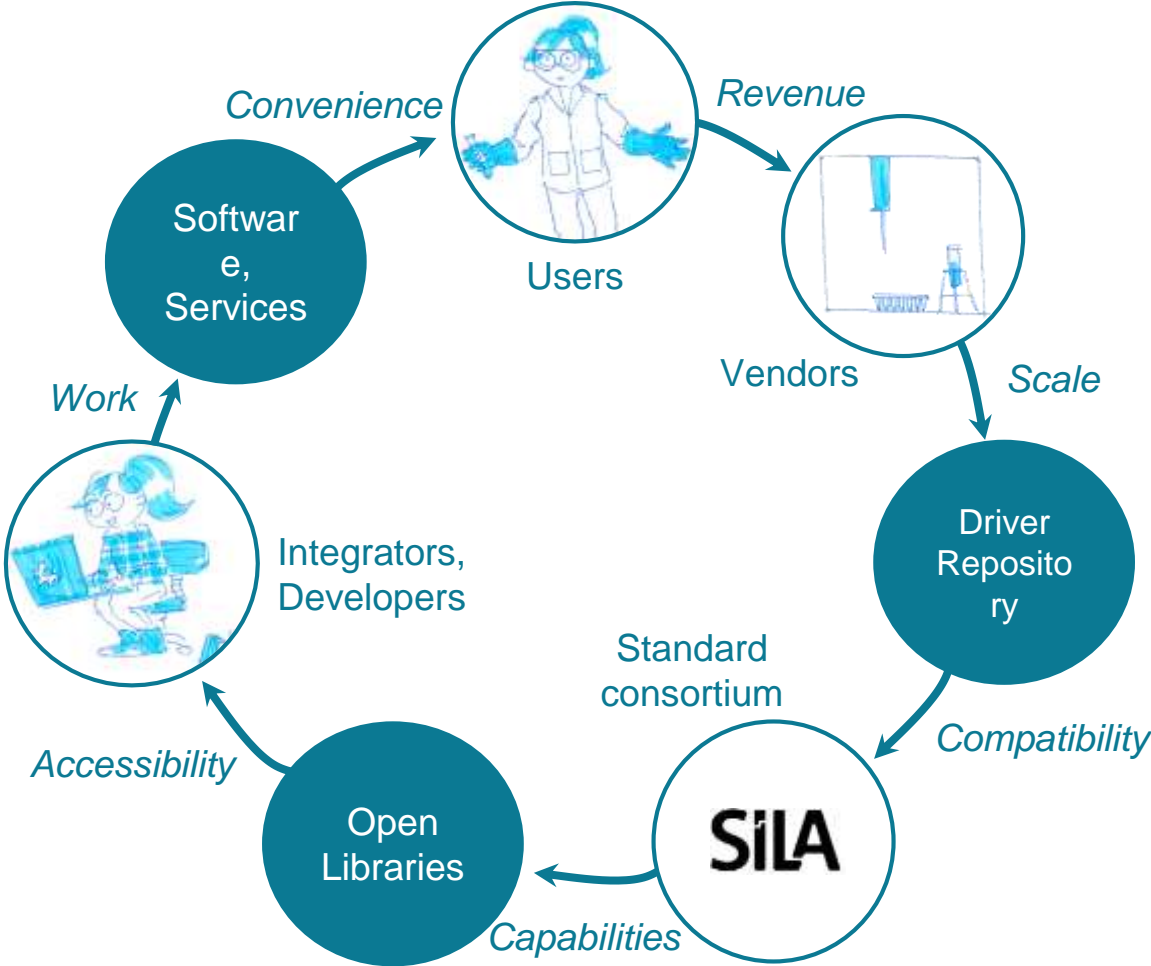 Convenience
Revenue
Softwar
e,
Services
Users
Vendors
Scale
Work
Driver
Reposito
ry
Integrators,
Developers
Standard
consortium
Compatibility
Accessibility
Open
Libraries
SiLA
Capabilities